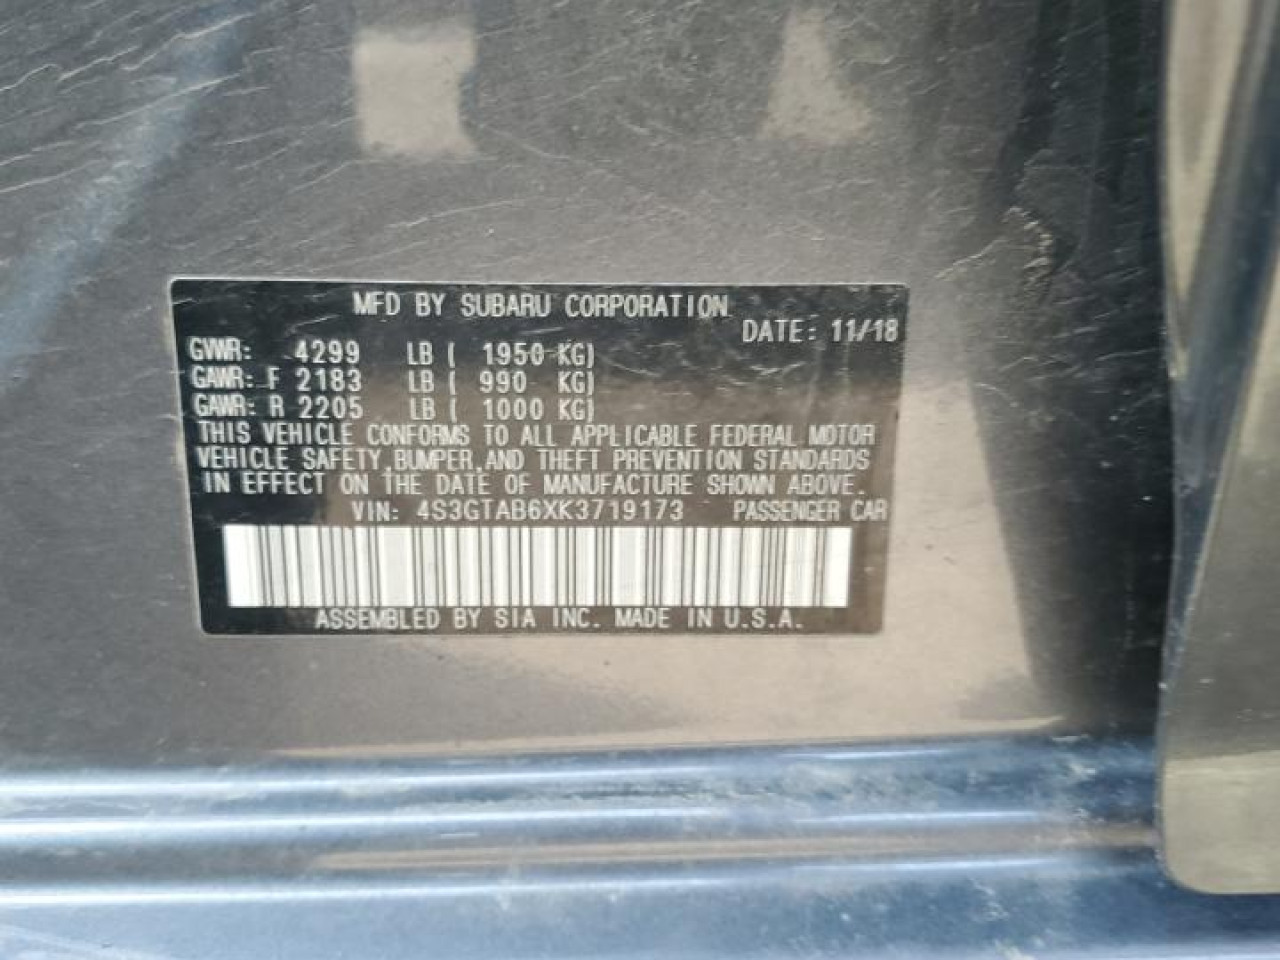 MFD BY SUBARU CORPORATION
DATE: 11/18
GVWR: 4299 LB ( 1950 KG)
GAWR: F 2183 LB ( 990 KG)
GAWR: R 2205 LB ( 1000 KG)
THIS VEHICLE CONFORMS TO ALL APPLICABLE FEDERAL MOTOR
VEHICLE SAFETY,BUMPER,AND THEFT PREVENTION STANDARDS
IN EFFECT ON THE DATE OF MANUFACTURE SHOWN ABOVE.
VIN: 4S3GTAB6XK3719173 PASSENGER CAR
ASSEMBLED BY SIA INC. MADE IN U.S.A.